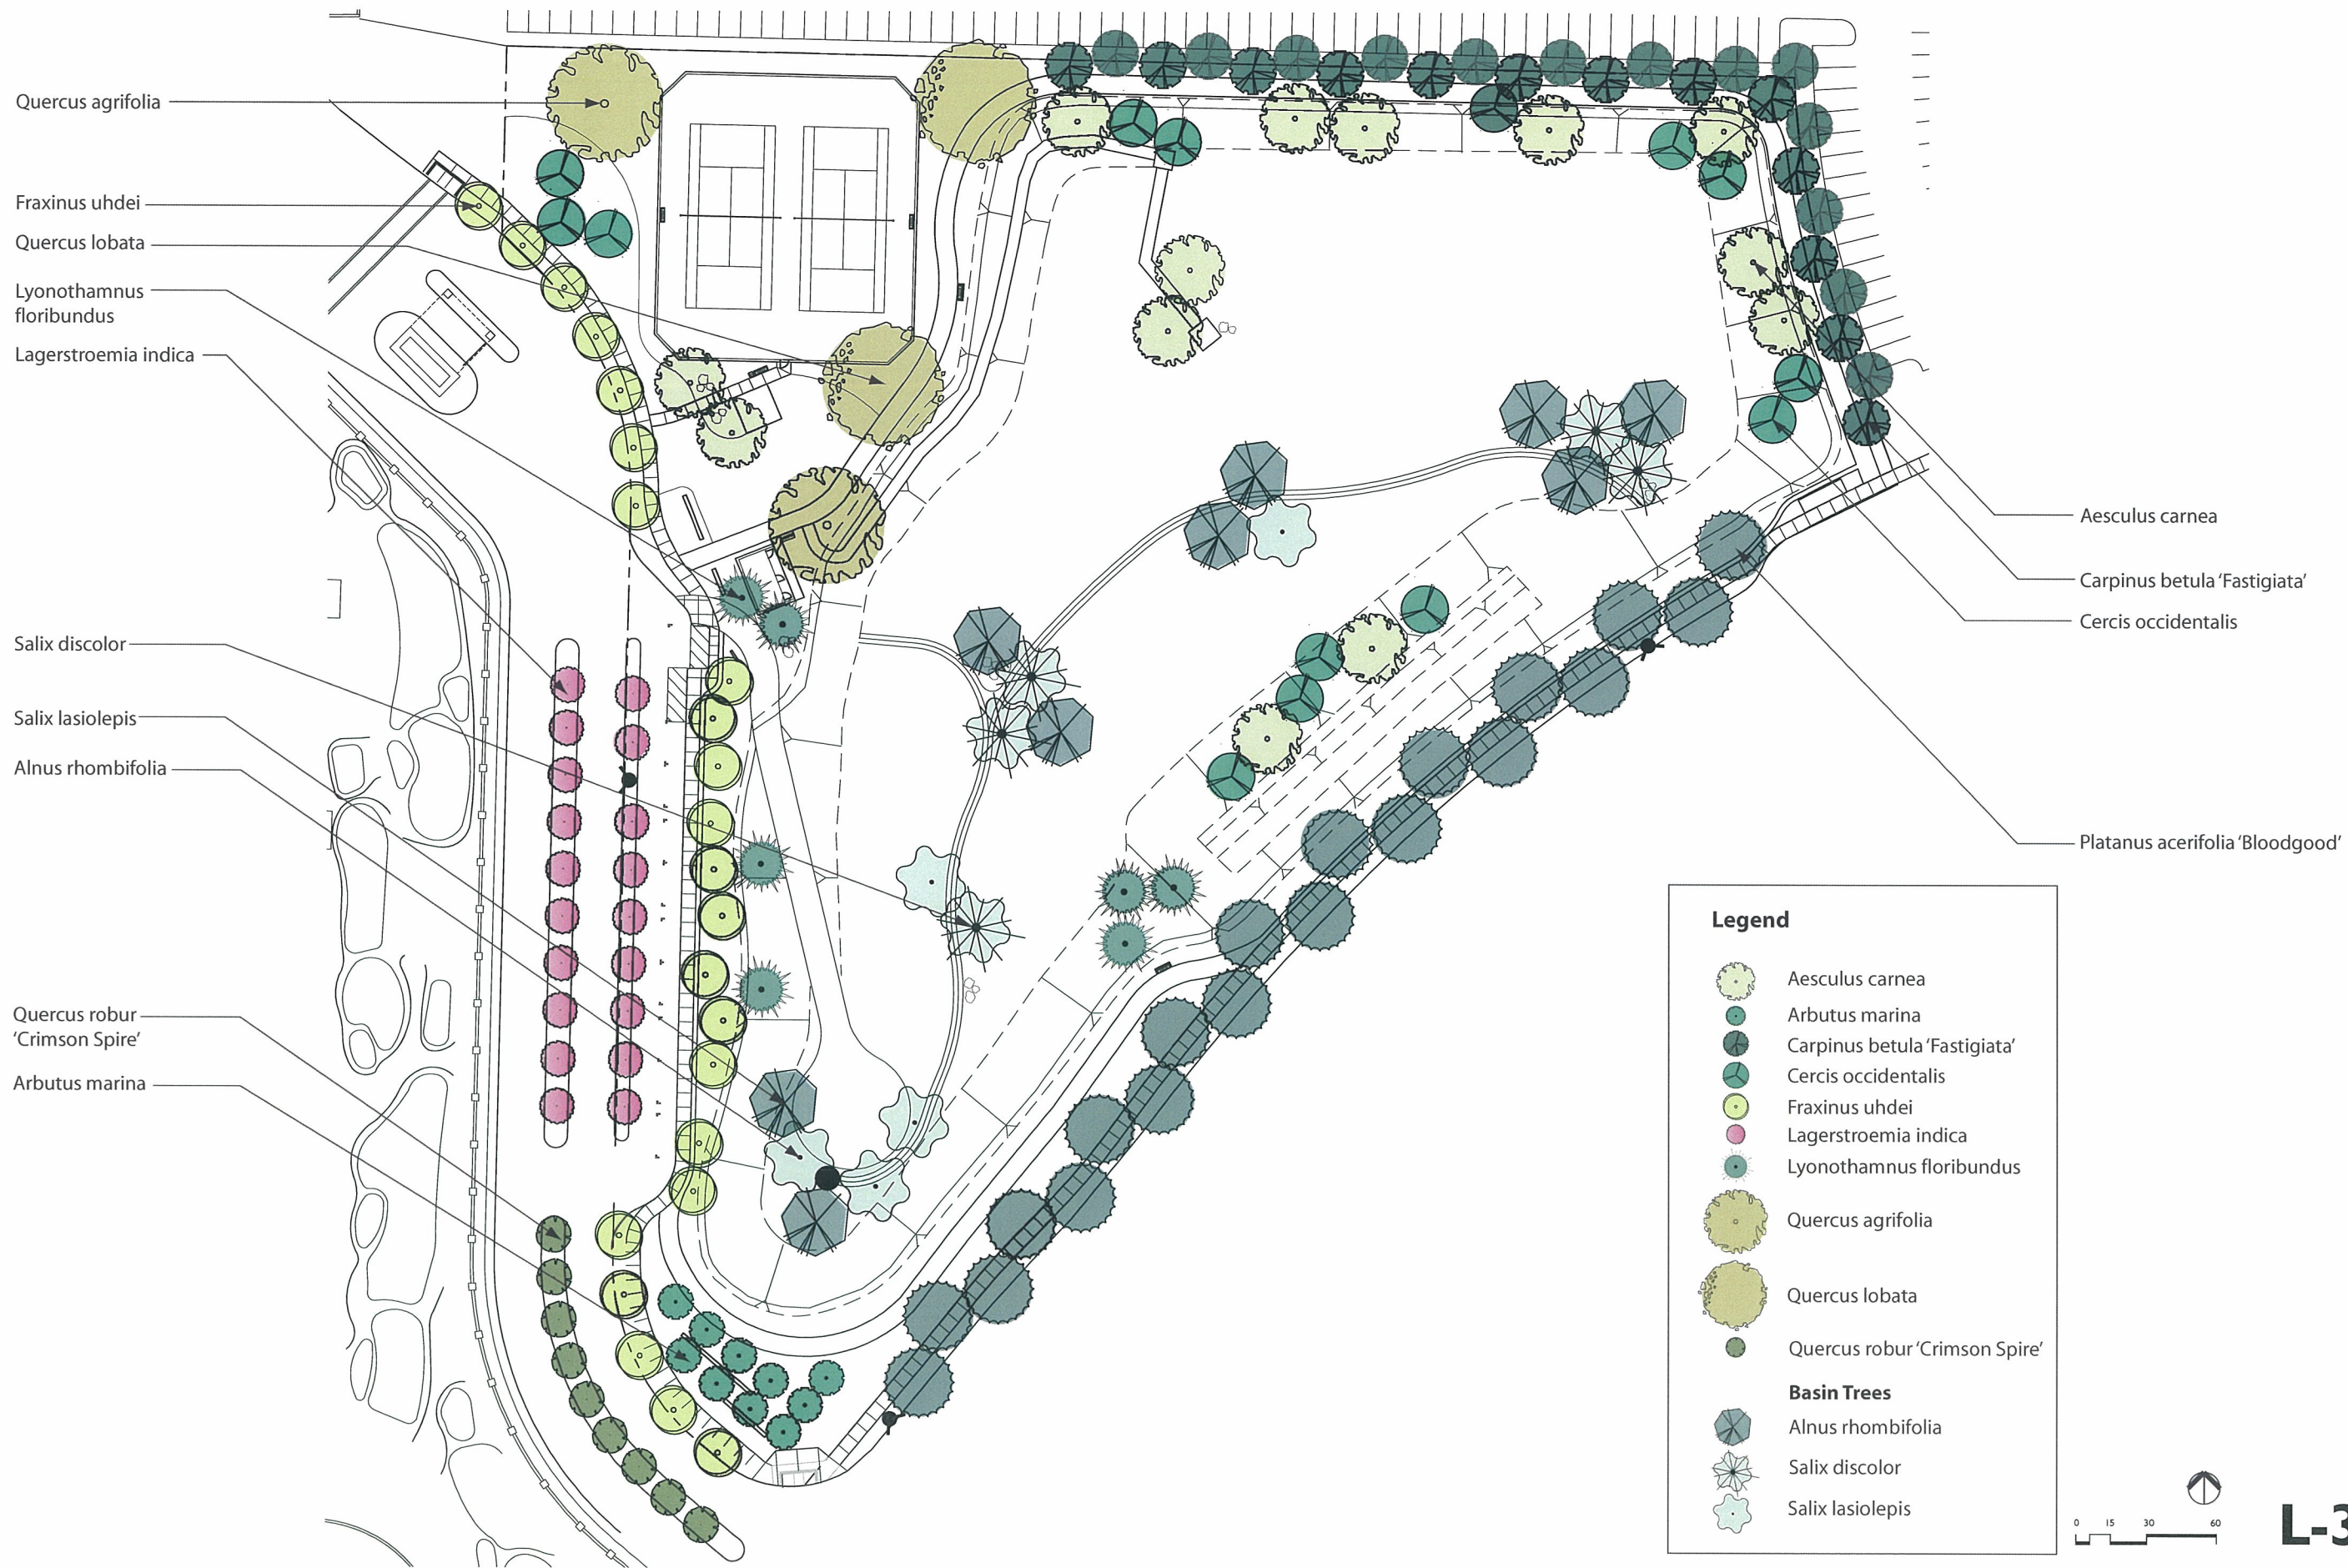 Quercus agrifolia
Fraxinus uhdei
Quercus lobata
Lyonothamnus
floribundus
Lagerstroemia indica
Salix discolor
Salix lasiolepis
Alnus rhombifolia
Quercus robur
‘Crimson Spire’
Arbutus marina
Aesculus carnea
Carpinus betula ‘Fastigiata’
Cercis occidentalis
Platanus acerifolia ‘Bloodgood’
Legend
Aesculus carnea
Arbutus marina
Carpinus betula ‘Fastigiata’
Cercis occidentalis
Fraxinus uhdei
Lagerstroemia indica
Lyonothamnus floribundus
Quercus agrifolia
Quercus lobata
Quercus robur ‘Crimson Spire’
Basin Trees
Alnus rhombifolia
Salix discolor
Salix lasiolepis
0 15 30 60
L-3